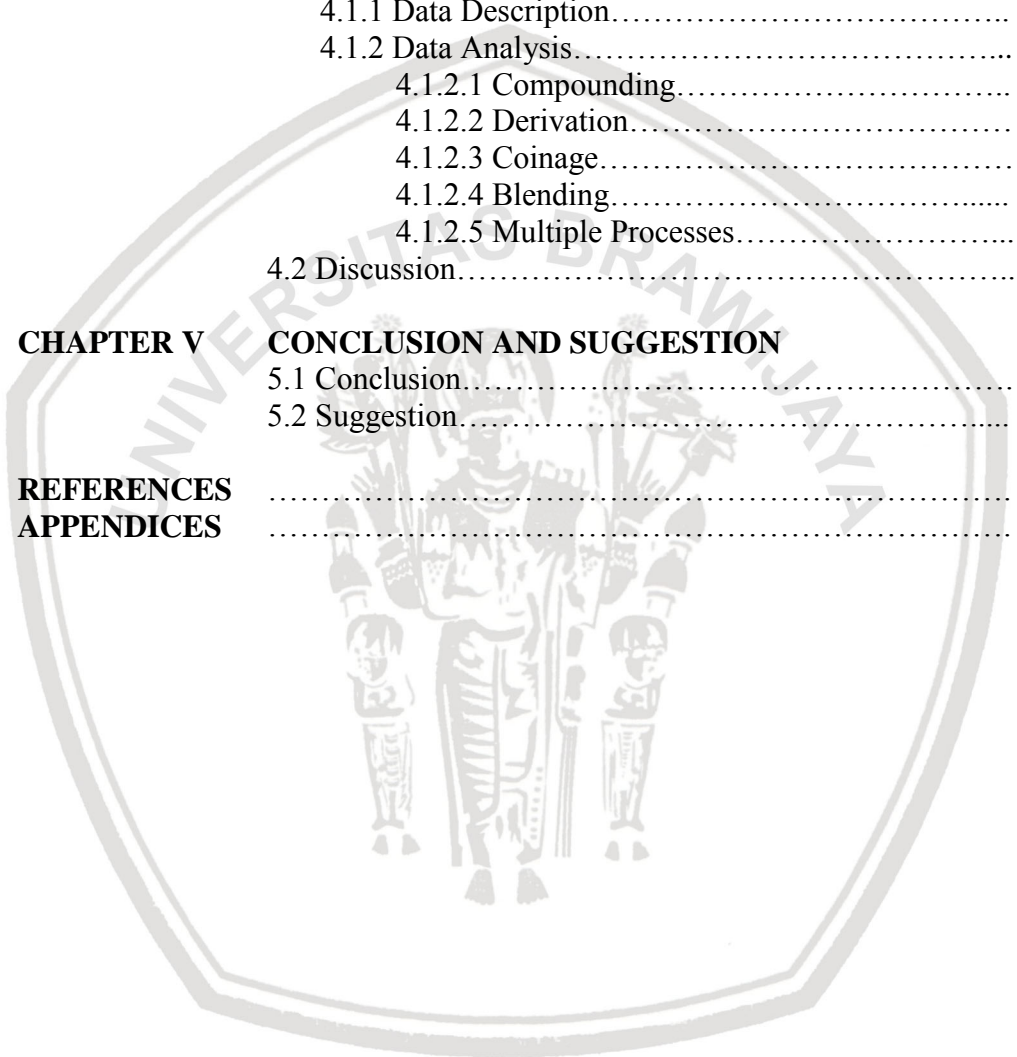 4.1.1 Data Description……………………………………..
4.1.2 Data Analysis…………………………………………...
4.1.2.1 Compounding…………………………………..
4.1.2.2 Derivation………………………………………
4.1.2.3 Coinage…………………………………………
4.1.2.4 Blending…………………………………......
4.1.2.5 Multiple Processes…………………………...
4.2 Discussion……………………………………………………..
CHAPTER V CONCLUSION AND SUGGESTION
5.1 Conclusion…………………………………………………….
5.2 Suggestion………………………………………………….....
REFERENCES ……………………………………………………………………….
APPENDICES ……………………………………………………………………….
UNIVERSITAS BRAWIJAYA